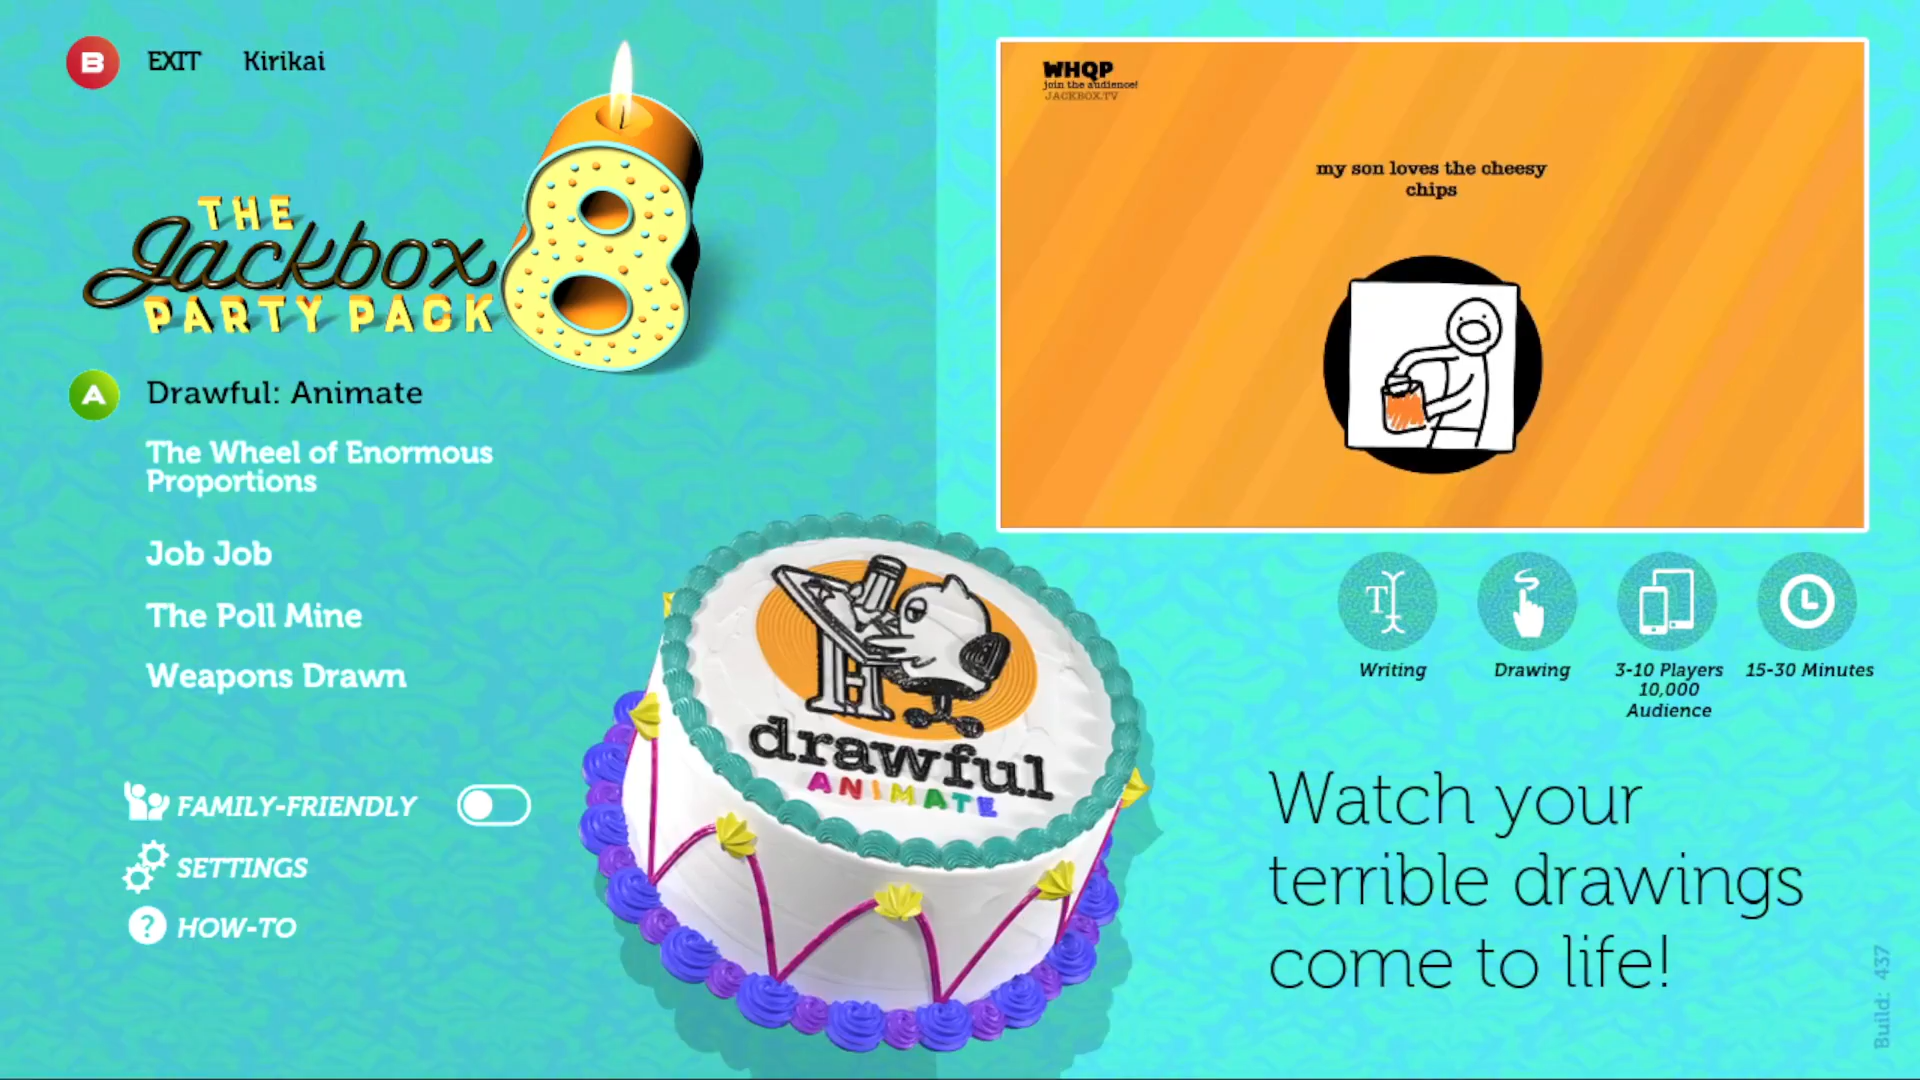 B EXIT Kirikai
THE
Jackbox
PARTY PACK
8
A Drawful: Animate
The Wheel of Enormous
Proportions
Job Job
The Poll Mine
Weapons Drawn
FAMILY-FRIENDLY
SETTINGS
? HOW-TO
drawful
ANIMATE
WHQP
join the audience!
JACKBOX.TV
my son loves the cheesy
chips
T
Writing
Drawing
3-10 Players
10,000
Audience
15-30 Minutes
Watch your
terrible drawings
come to life!
Build: 437